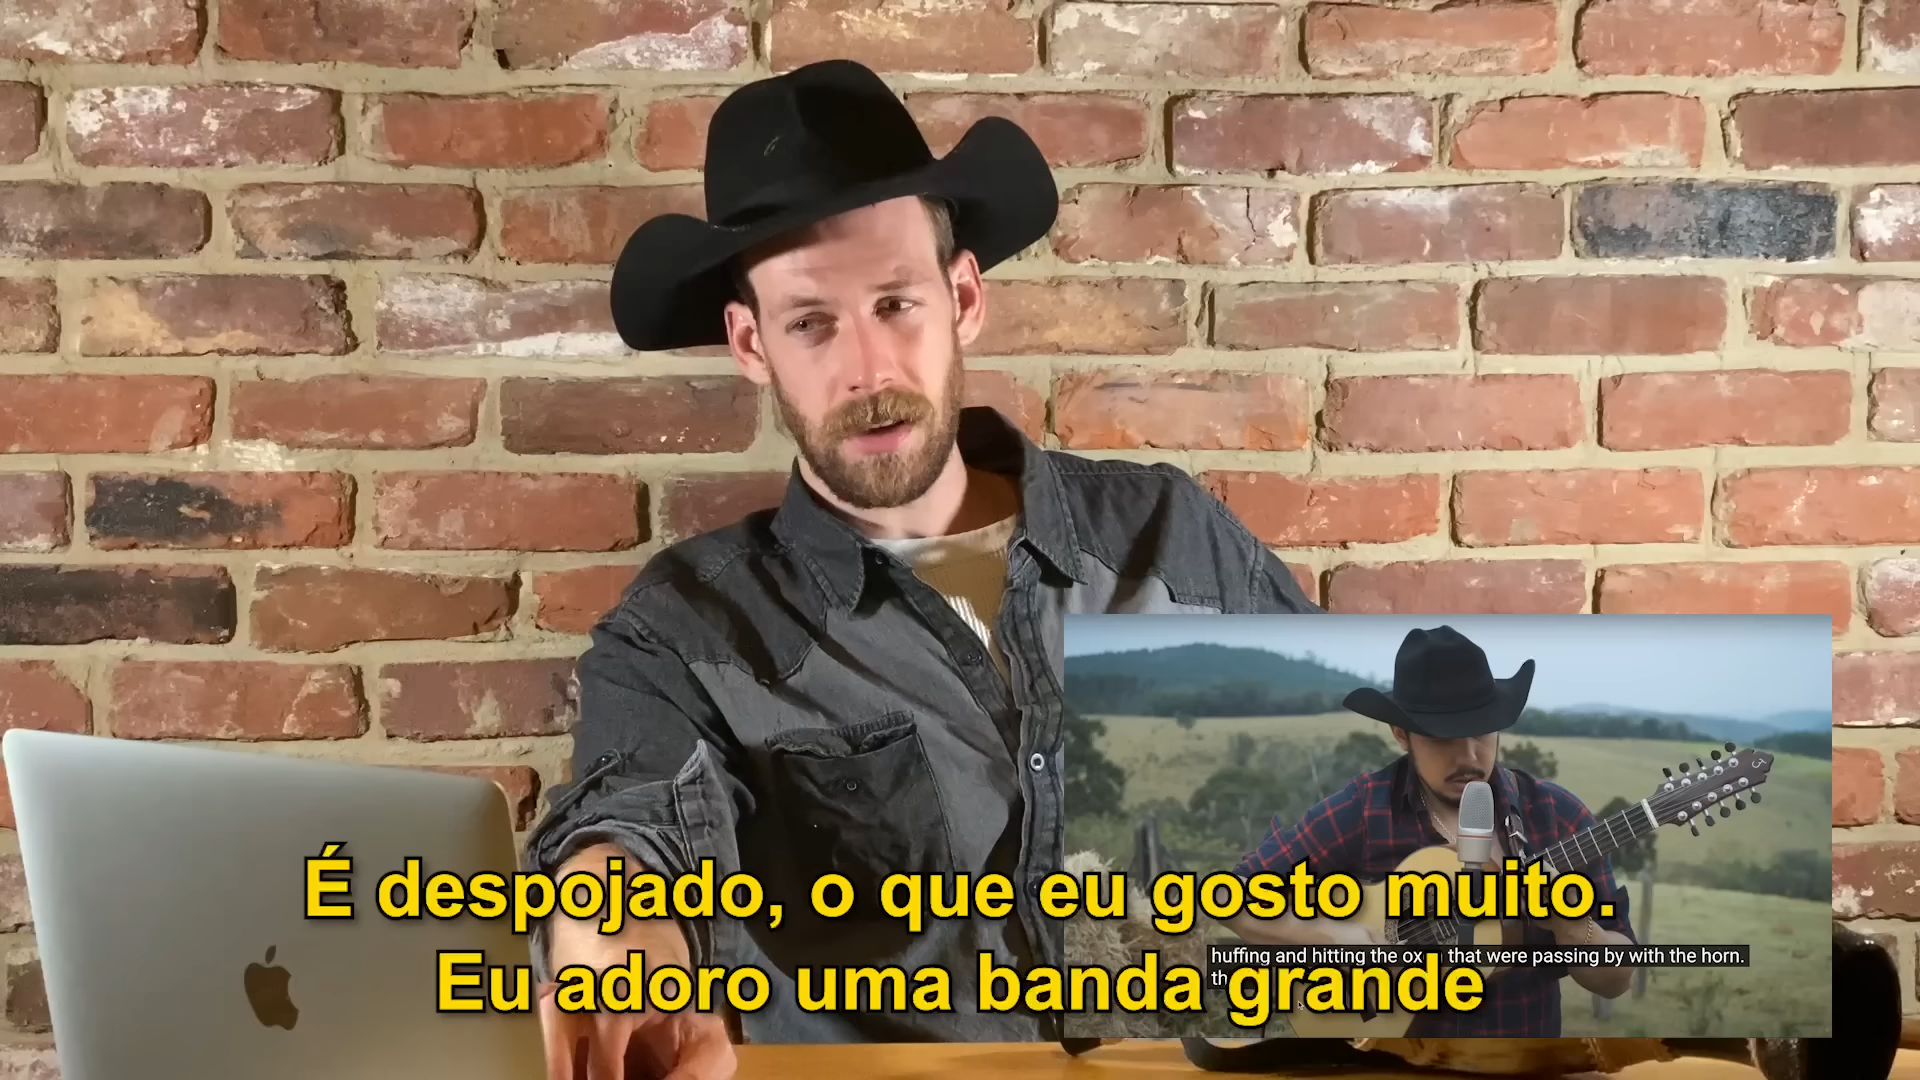 É despojado, o que eu gosto muito.
huffing and hitting the ox that were passing by with the horn.
Eu adoro uma banda grande